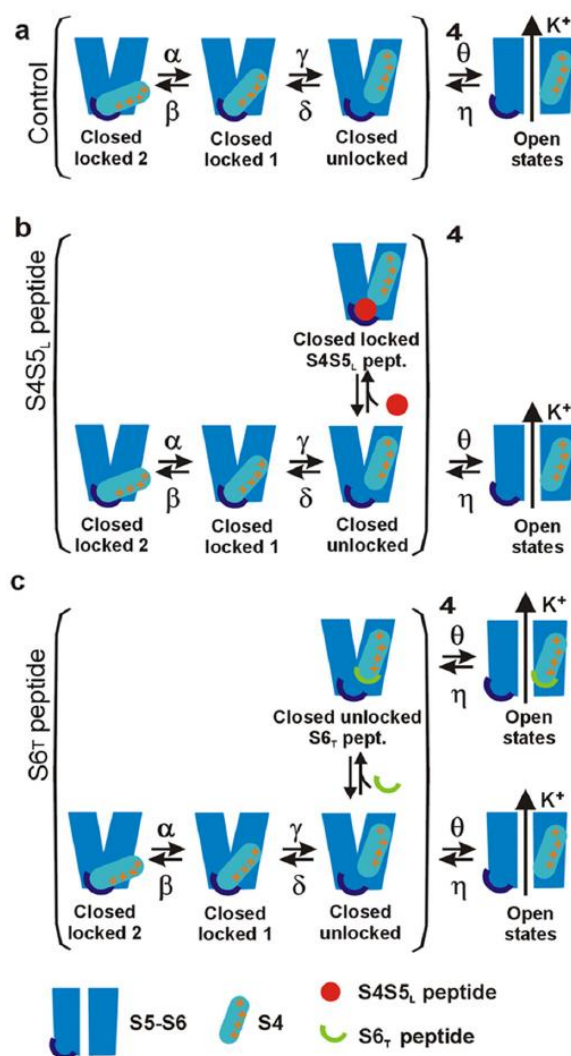 a
Control
α
β
γ
δ
4
θ
η
K+
Closed
locked 2
Closed
locked 1
Closed
unlocked
Open
states
b
S4S5L peptide
4
Closed locked
S4S5L pept.
α
β
γ
δ
θ
η
K+
Closed
locked 2
Closed
locked 1
Closed
unlocked
Open
states
c
S6T peptide
4
θ
η
K+
Closed unlocked
S6T pept.
Open
states
α
β
γ
δ
θ
η
K+
Closed
locked 2
Closed
locked 1
Closed
unlocked
Open
states
S5-S6
S4
S4S5L peptide
S6T peptide